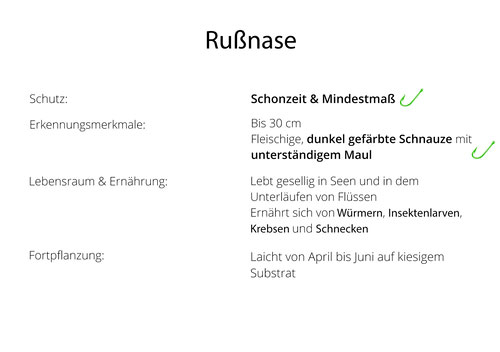 Rußnase
Schutz: Schonzeit & Mindestmaß
Erkennungsmerkmale: Bis 30 cm
Fleischige, dunkel gefärbte Schnauze mit
unterständigem Maul
Lebensraum & Ernährung: Lebt gesellig in Seen und in dem
Unterläufen von Flüssen
Ernährt sich von Würmern, Insektenlarven,
Krebsen und Schnecken
Fortpflanzung: Laicht von April bis Juni auf kiesigem
Substrat